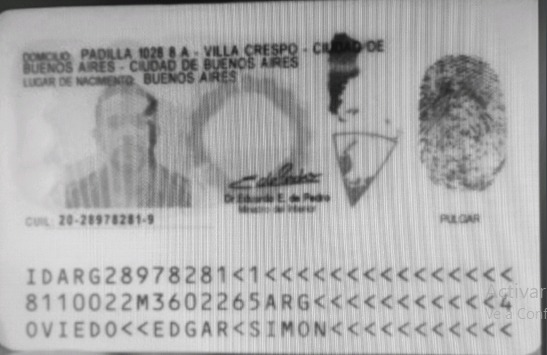 DOMICILIO: PADILLA 1028 8 A - VILLA CRESPO - CIUDAD DE
BUENOS AIRES - CIUDAD DE BUENOS AIRES
LUGAR DE NACIMIENTO: BUENOS AIRES
Dr. Eduardo E. de Pedro
Ministro del Interior
CUIL: 20-28978281-9
PULGAR
IDARG28978281<1<<<<<<<<<<<<<<<
8110022M3602265ARG<<<<<<<<<<<4
OVIEDO<<EDGAR<SIMON<<<<<<<<<<<
Activar
Ve a Conf